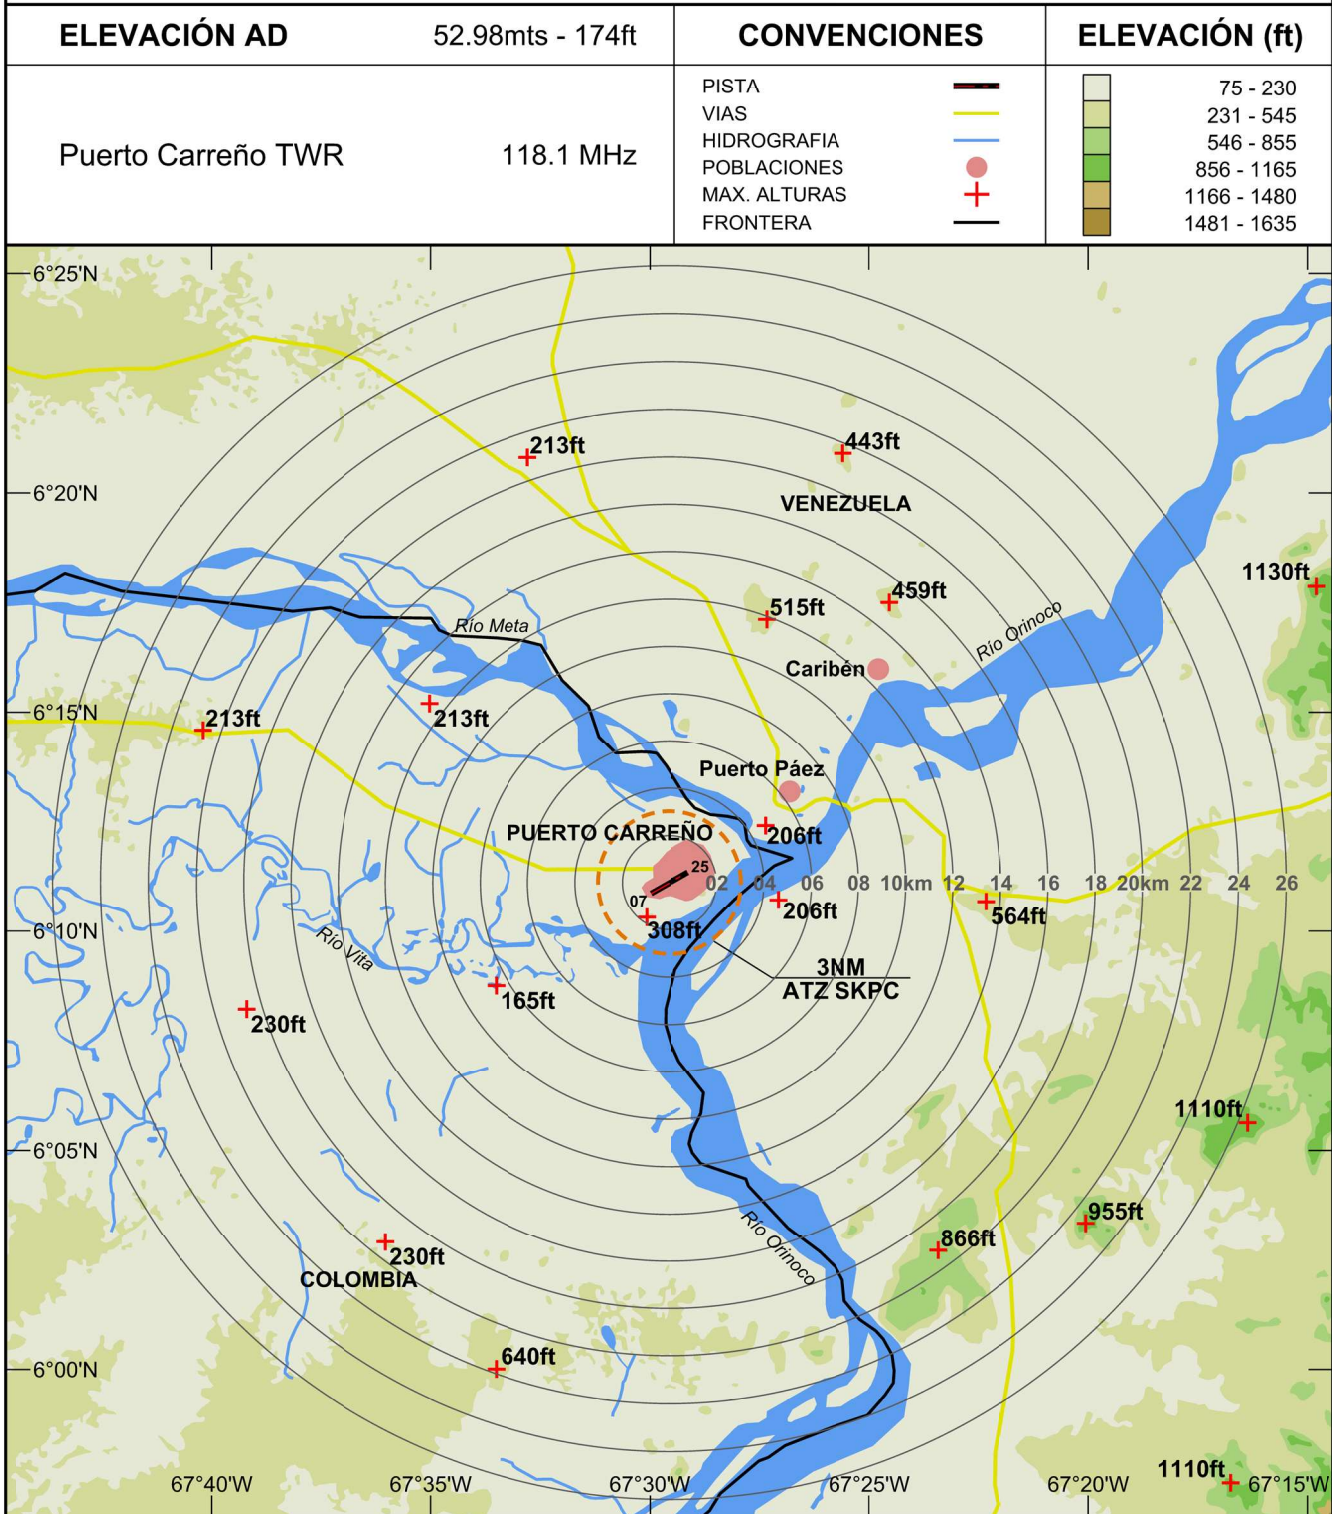 ELEVACIÓN AD 52.98mts - 174ft
Puerto Carreño TWR 118.1 MHz
CONVENCIONES
PISTA
VIAS
HIDROGRAFIA
POBLACIONES
MAX. ALTURAS
FRONTERA
ELEVACIÓN (ft)
75 - 230
231 - 545
546 - 855
856 - 1165
1166 - 1480
1481 - 1635
6°25'N
213ft
443ft
6°20'N
VENEZUELA
1130ft
459ft
515ft
Río Meta
Río Orinoco
Caribén
6°15'N
213ft
213ft
Puerto Páez
PUERTO CARREÑO
206ft
25
07
02 04 06 08 10km 12 14 16 18 20km 22 24 26
206ft
564ft
6°10'N
308ft
Río Vita
3NM
ATZ SKPC
165ft
230ft
1110ft
6°05'N
955ft
Río Orinoco
866ft
230ft
COLOMBIA
640ft
6°00'N
1110ft
67°40'W 67°35'W 67°30'W 67°25'W 67°20'W 67°15'W